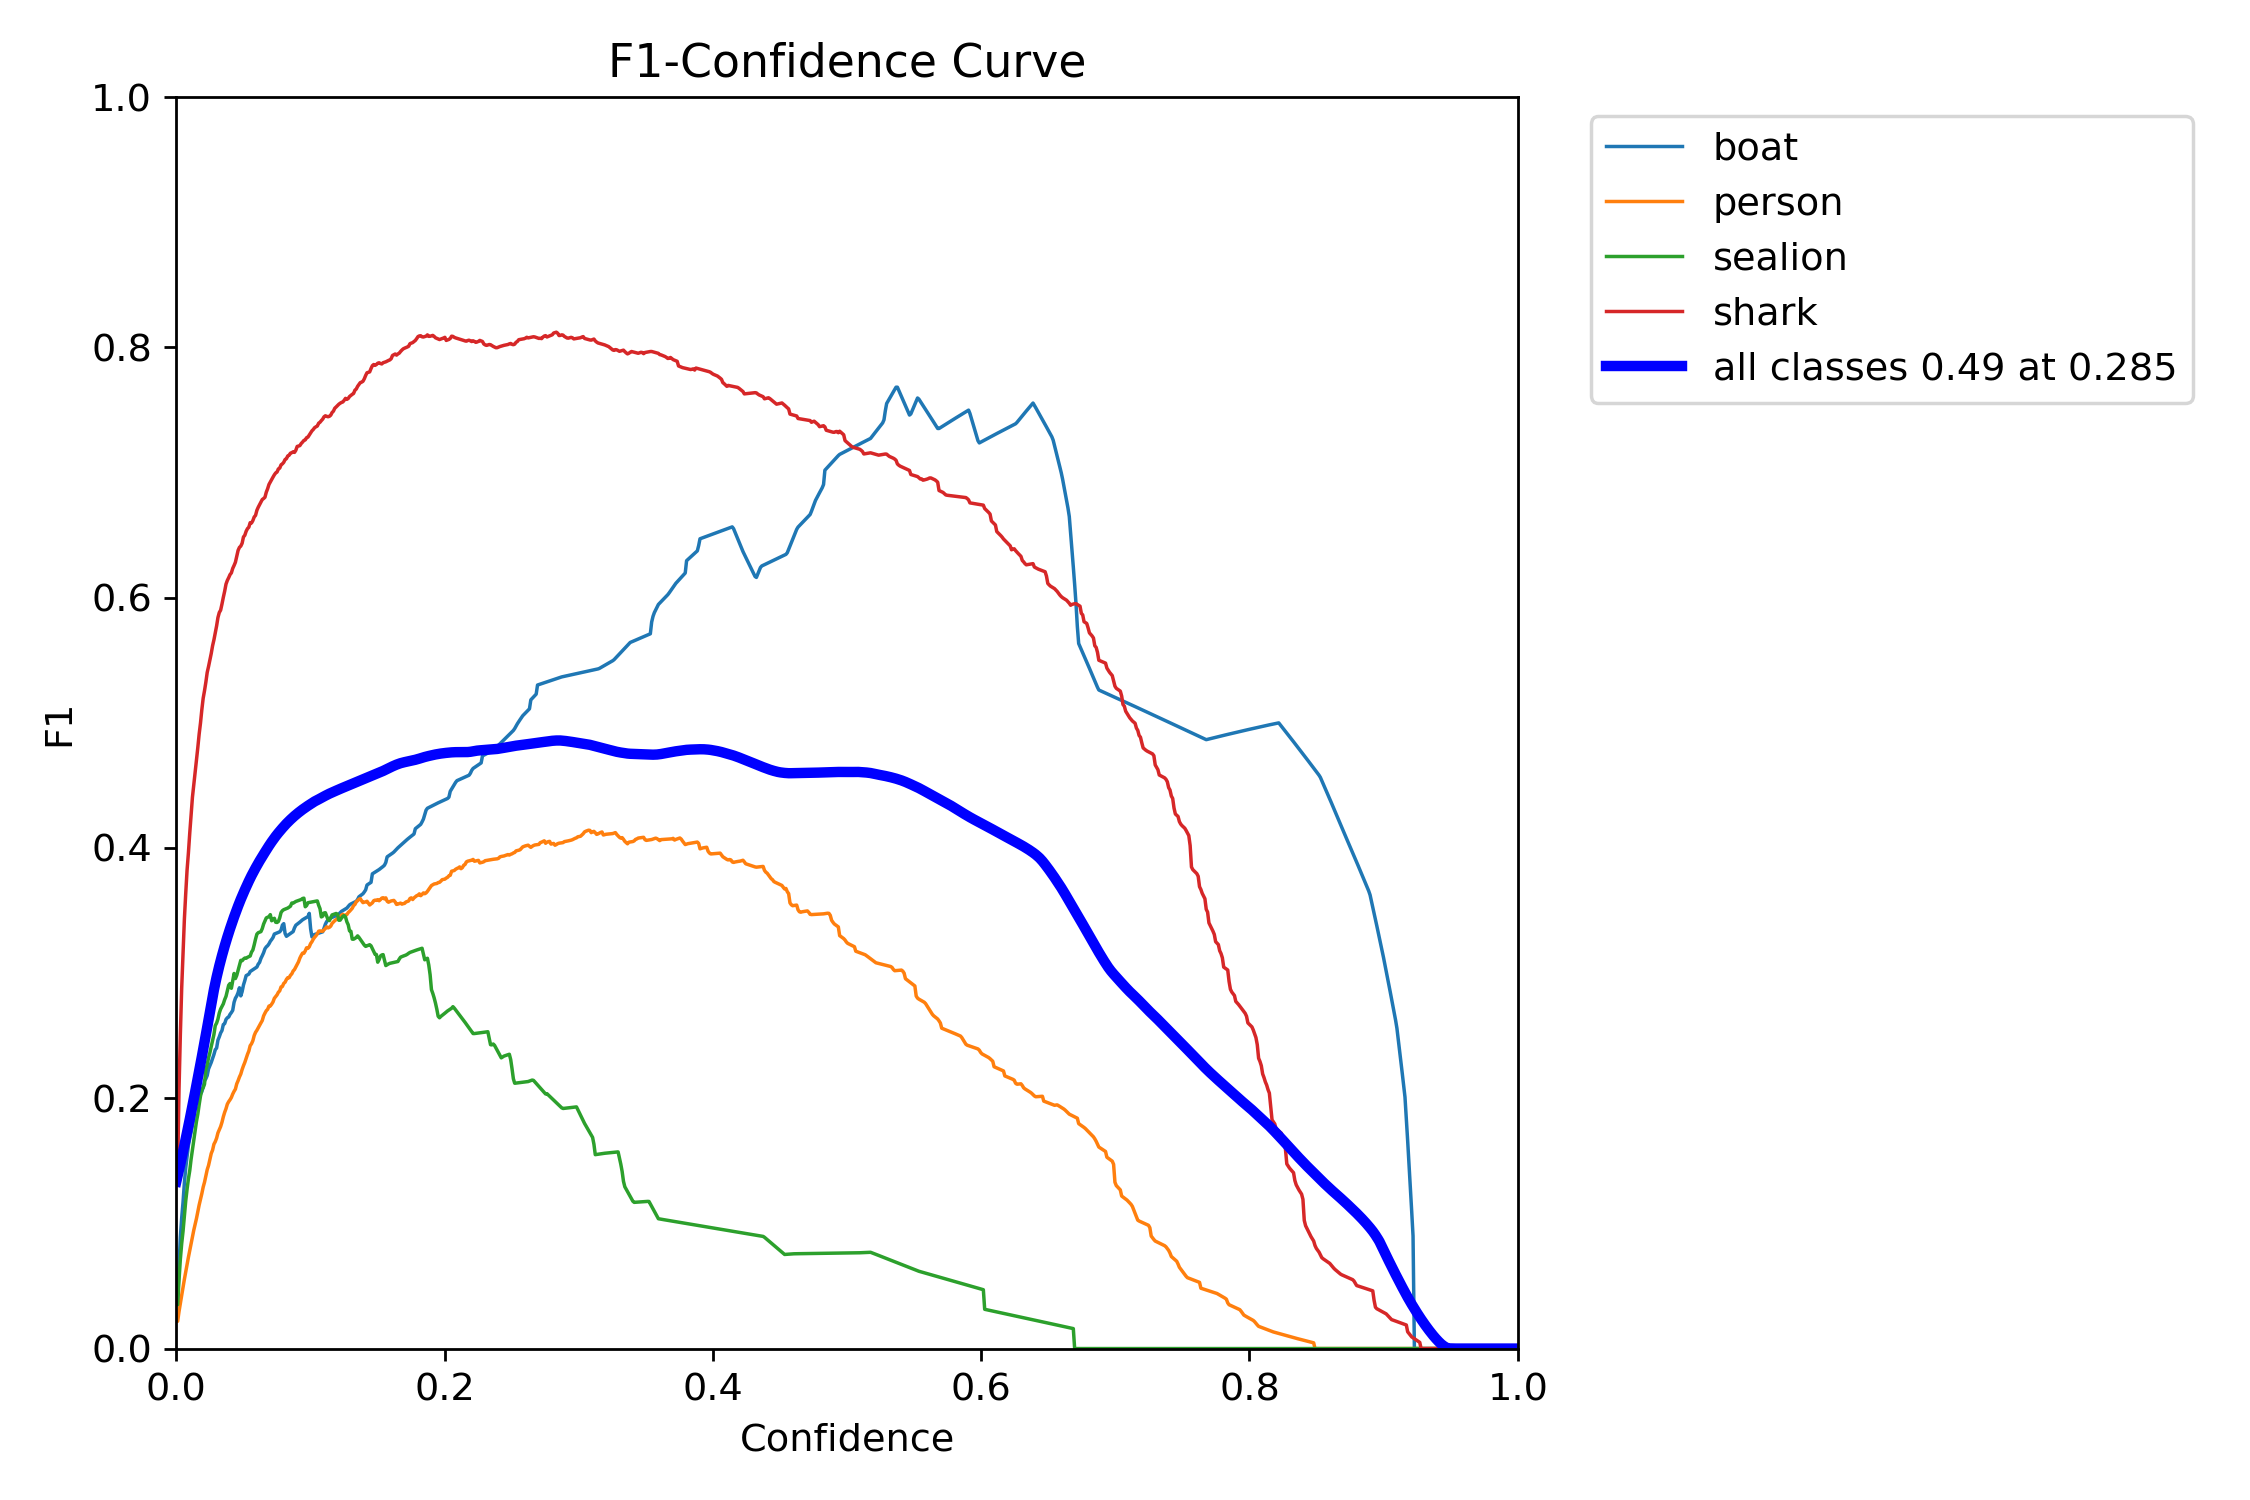 F1-Confidence Curve
1.0
0.8
0.6
0.4
0.2
0.0
F1
0.0 0.2 0.4 0.6 0.8 1.0
Confidence
boat
person
sealion
shark
all classes 0.49 at 0.285